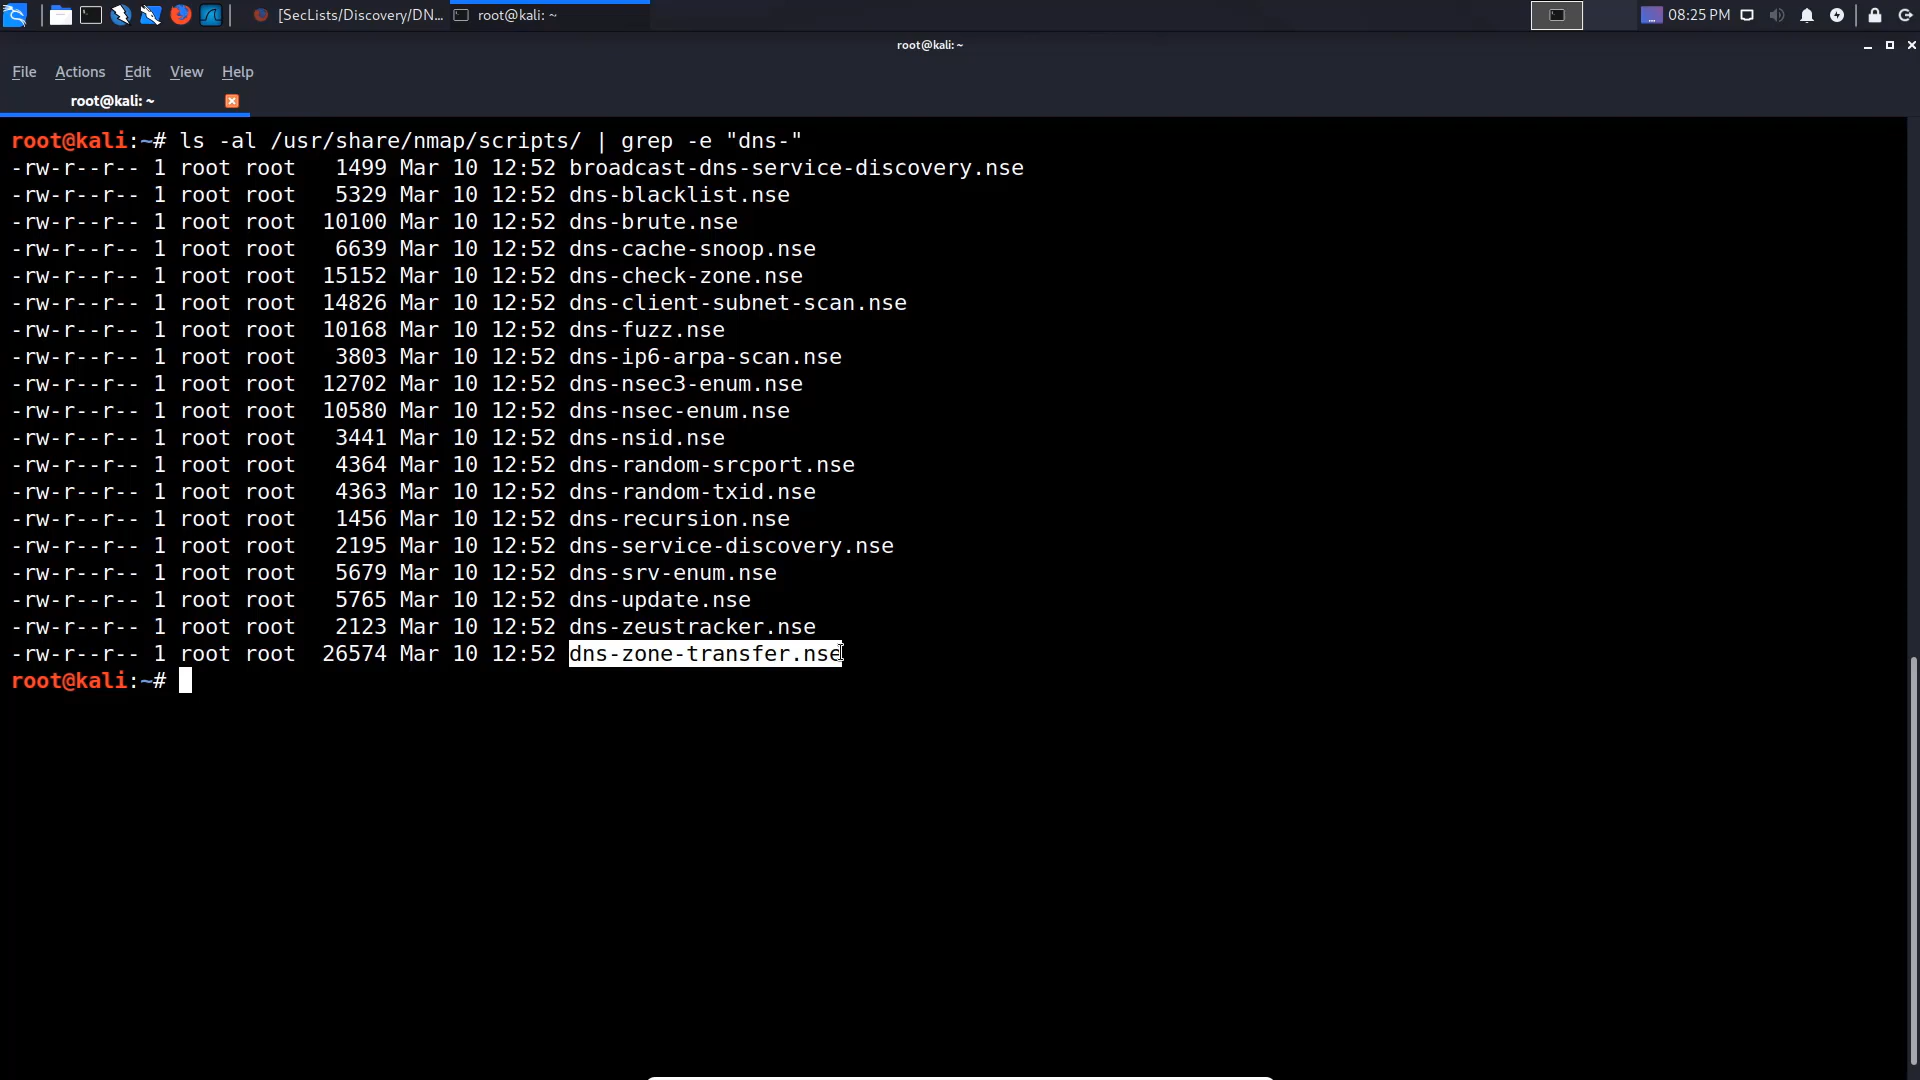 [SecLists/Discovery/DN... root@kali: ~ 08:25 PM
root@kali: ~
File Actions Edit View Help
root@kali: ~
root@kali:~# ls -al /usr/share/nmap/scripts/ | grep -e "dns-"
-rw-r--r-- 1 root root   1499 Mar 10 12:52 broadcast-dns-service-discovery.nse
-rw-r--r-- 1 root root   5329 Mar 10 12:52 dns-blacklist.nse
-rw-r--r-- 1 root root  10100 Mar 10 12:52 dns-brute.nse
-rw-r--r-- 1 root root   6639 Mar 10 12:52 dns-cache-snoop.nse
-rw-r--r-- 1 root root  15152 Mar 10 12:52 dns-check-zone.nse
-rw-r--r-- 1 root root  14826 Mar 10 12:52 dns-client-subnet-scan.nse
-rw-r--r-- 1 root root  10168 Mar 10 12:52 dns-fuzz.nse
-rw-r--r-- 1 root root   3803 Mar 10 12:52 dns-ip6-arpa-scan.nse
-rw-r--r-- 1 root root  12702 Mar 10 12:52 dns-nsec3-enum.nse
-rw-r--r-- 1 root root  10580 Mar 10 12:52 dns-nsec-enum.nse
-rw-r--r-- 1 root root   3441 Mar 10 12:52 dns-nsid.nse
-rw-r--r-- 1 root root   4364 Mar 10 12:52 dns-random-srcport.nse
-rw-r--r-- 1 root root   4363 Mar 10 12:52 dns-random-txid.nse
-rw-r--r-- 1 root root   1456 Mar 10 12:52 dns-recursion.nse
-rw-r--r-- 1 root root   2195 Mar 10 12:52 dns-service-discovery.nse
-rw-r--r-- 1 root root   5679 Mar 10 12:52 dns-srv-enum.nse
-rw-r--r-- 1 root root   5765 Mar 10 12:52 dns-update.nse
-rw-r--r-- 1 root root   2123 Mar 10 12:52 dns-zeustracker.nse
-rw-r--r-- 1 root root  26574 Mar 10 12:52 dns-zone-transfer.nse
root@kali:~#